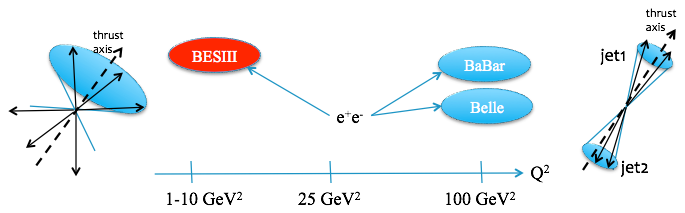 thrust
axis
BESIII
BaBar
Belle
e⁺e⁻
Q²
1-10 GeV²
25 GeV²
100 GeV²
thrust
axis
jet1
jet2